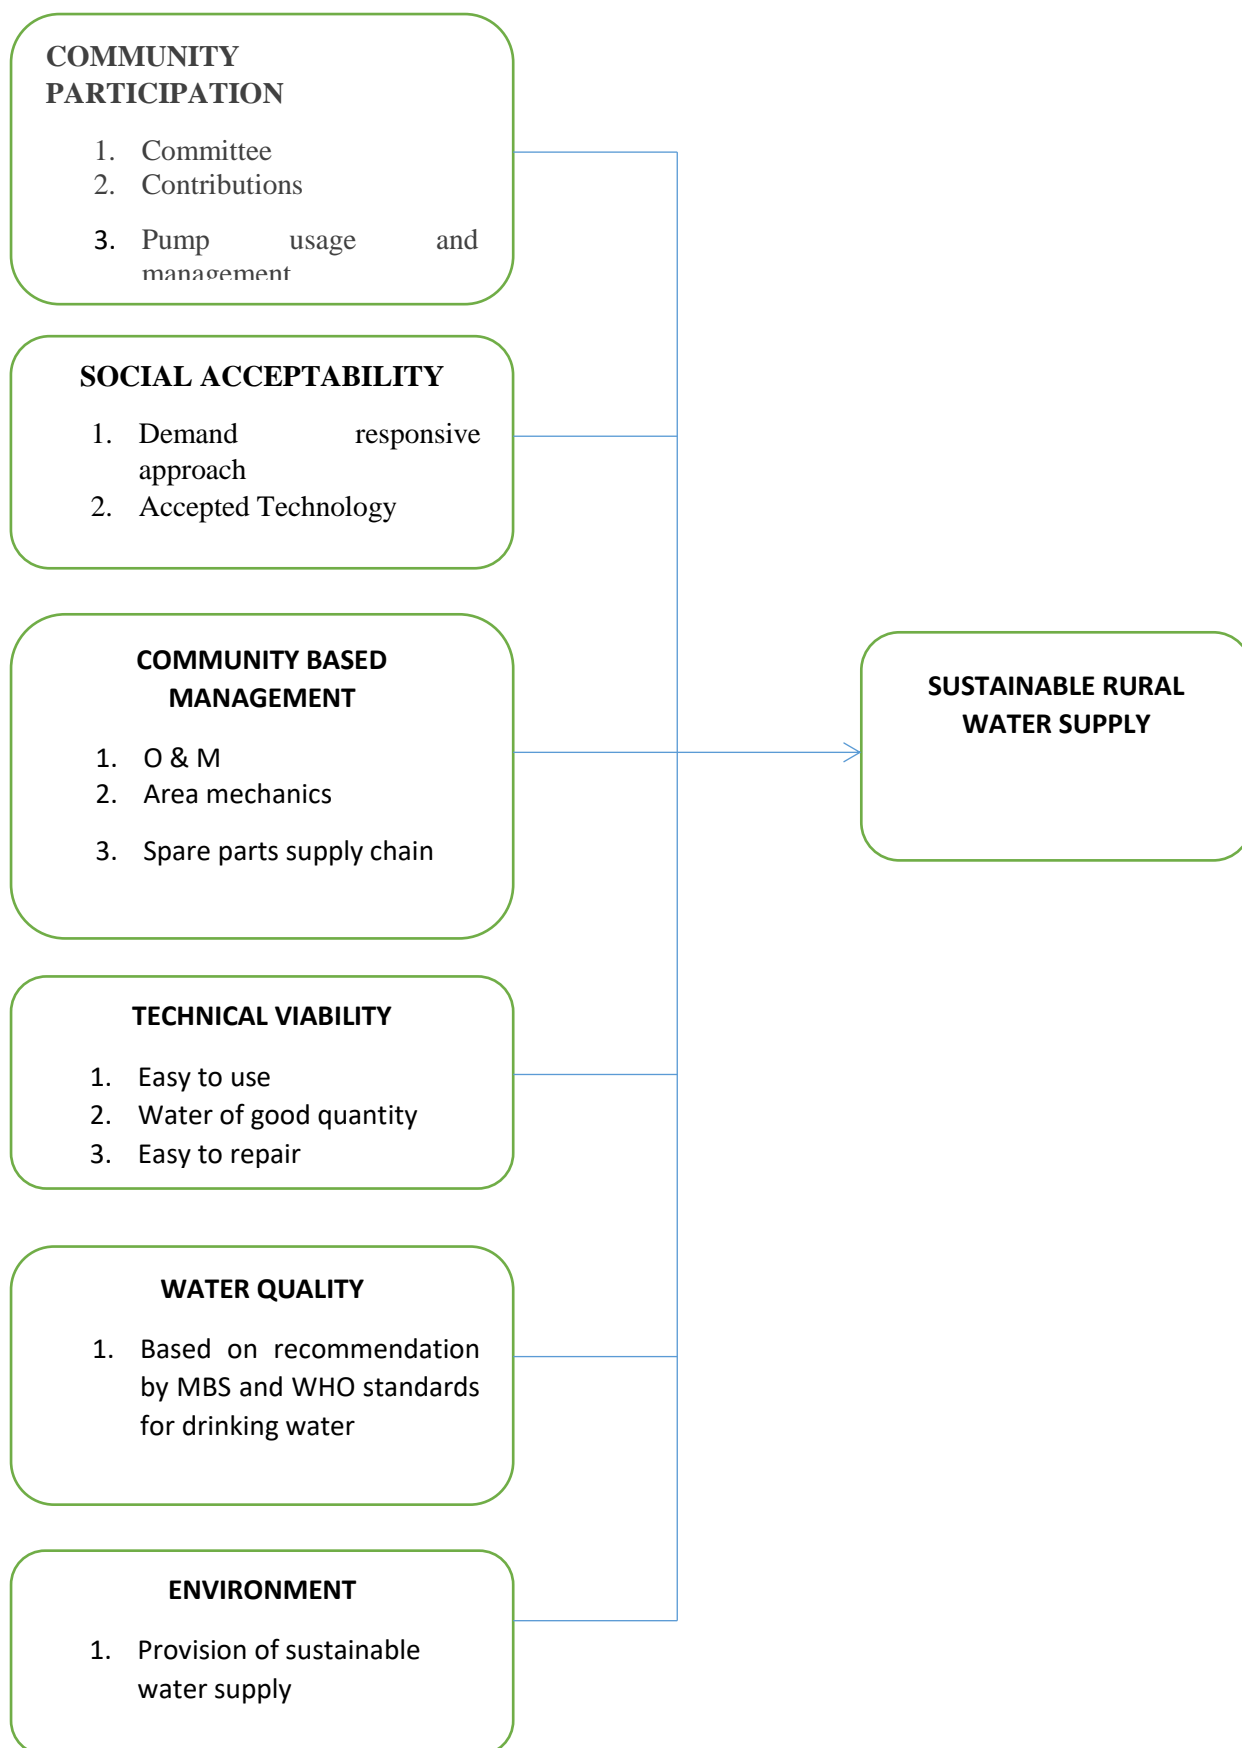 COMMUNITY
PARTICIPATION
1. Committee
2. Contributions
3. Pump usage and
management
SOCIAL ACCEPTABILITY
1. Demand responsive
approach
2. Accepted Technology
COMMUNITY BASED
MANAGEMENT
1. O & M
2. Area mechanics
3. Spare parts supply chain
SUSTAINABLE RURAL
WATER SUPPLY
TECHNICAL VIABILITY
1. Easy to use
2. Water of good quantity
3. Easy to repair
WATER QUALITY
1. Based on recommendation
by MBS and WHO standards
for drinking water
ENVIRONMENT
1. Provision of sustainable
water supply